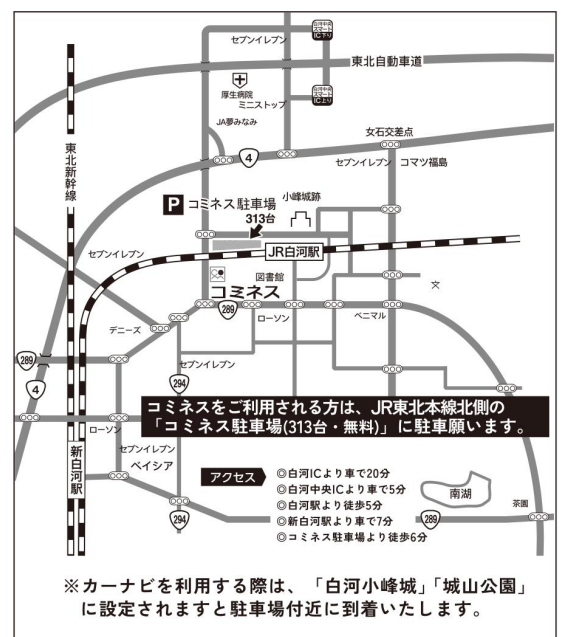 白河中央
スマート
IC下り
セブンイレブン
東北自動車道
厚生病院
ミニストップ
白河中央
スマート
IC上り
JA夢みなみ
女石交差点
4
セブンイレブン
コマツ福島
東北新幹線
P コミネス駐車場
313台
小峰城跡
JR白河駅
セブンイレブン
図書館
コミネス
文
289
ローソン
ベニマル
デニーズ
289
セブンイレブン
4
294
コミネスをご利用される方は、JR東北本線北側の
「コミネス駐車場(313台・無料)」に駐車願います。
ローソン
新白河駅
セブンイレブン
ベイシア
アクセス
◎白河ICより車で20分
◎白河中央ICより車で5分
◎白河駅より徒歩5分
◎新白河駅より車で7分
◎コミネス駐車場より徒歩6分
南湖
茶園
294
289
※カーナビを利用する際は、「白河小峰城」「城山公園」
に設定されますと駐車場付近に到着いたします。